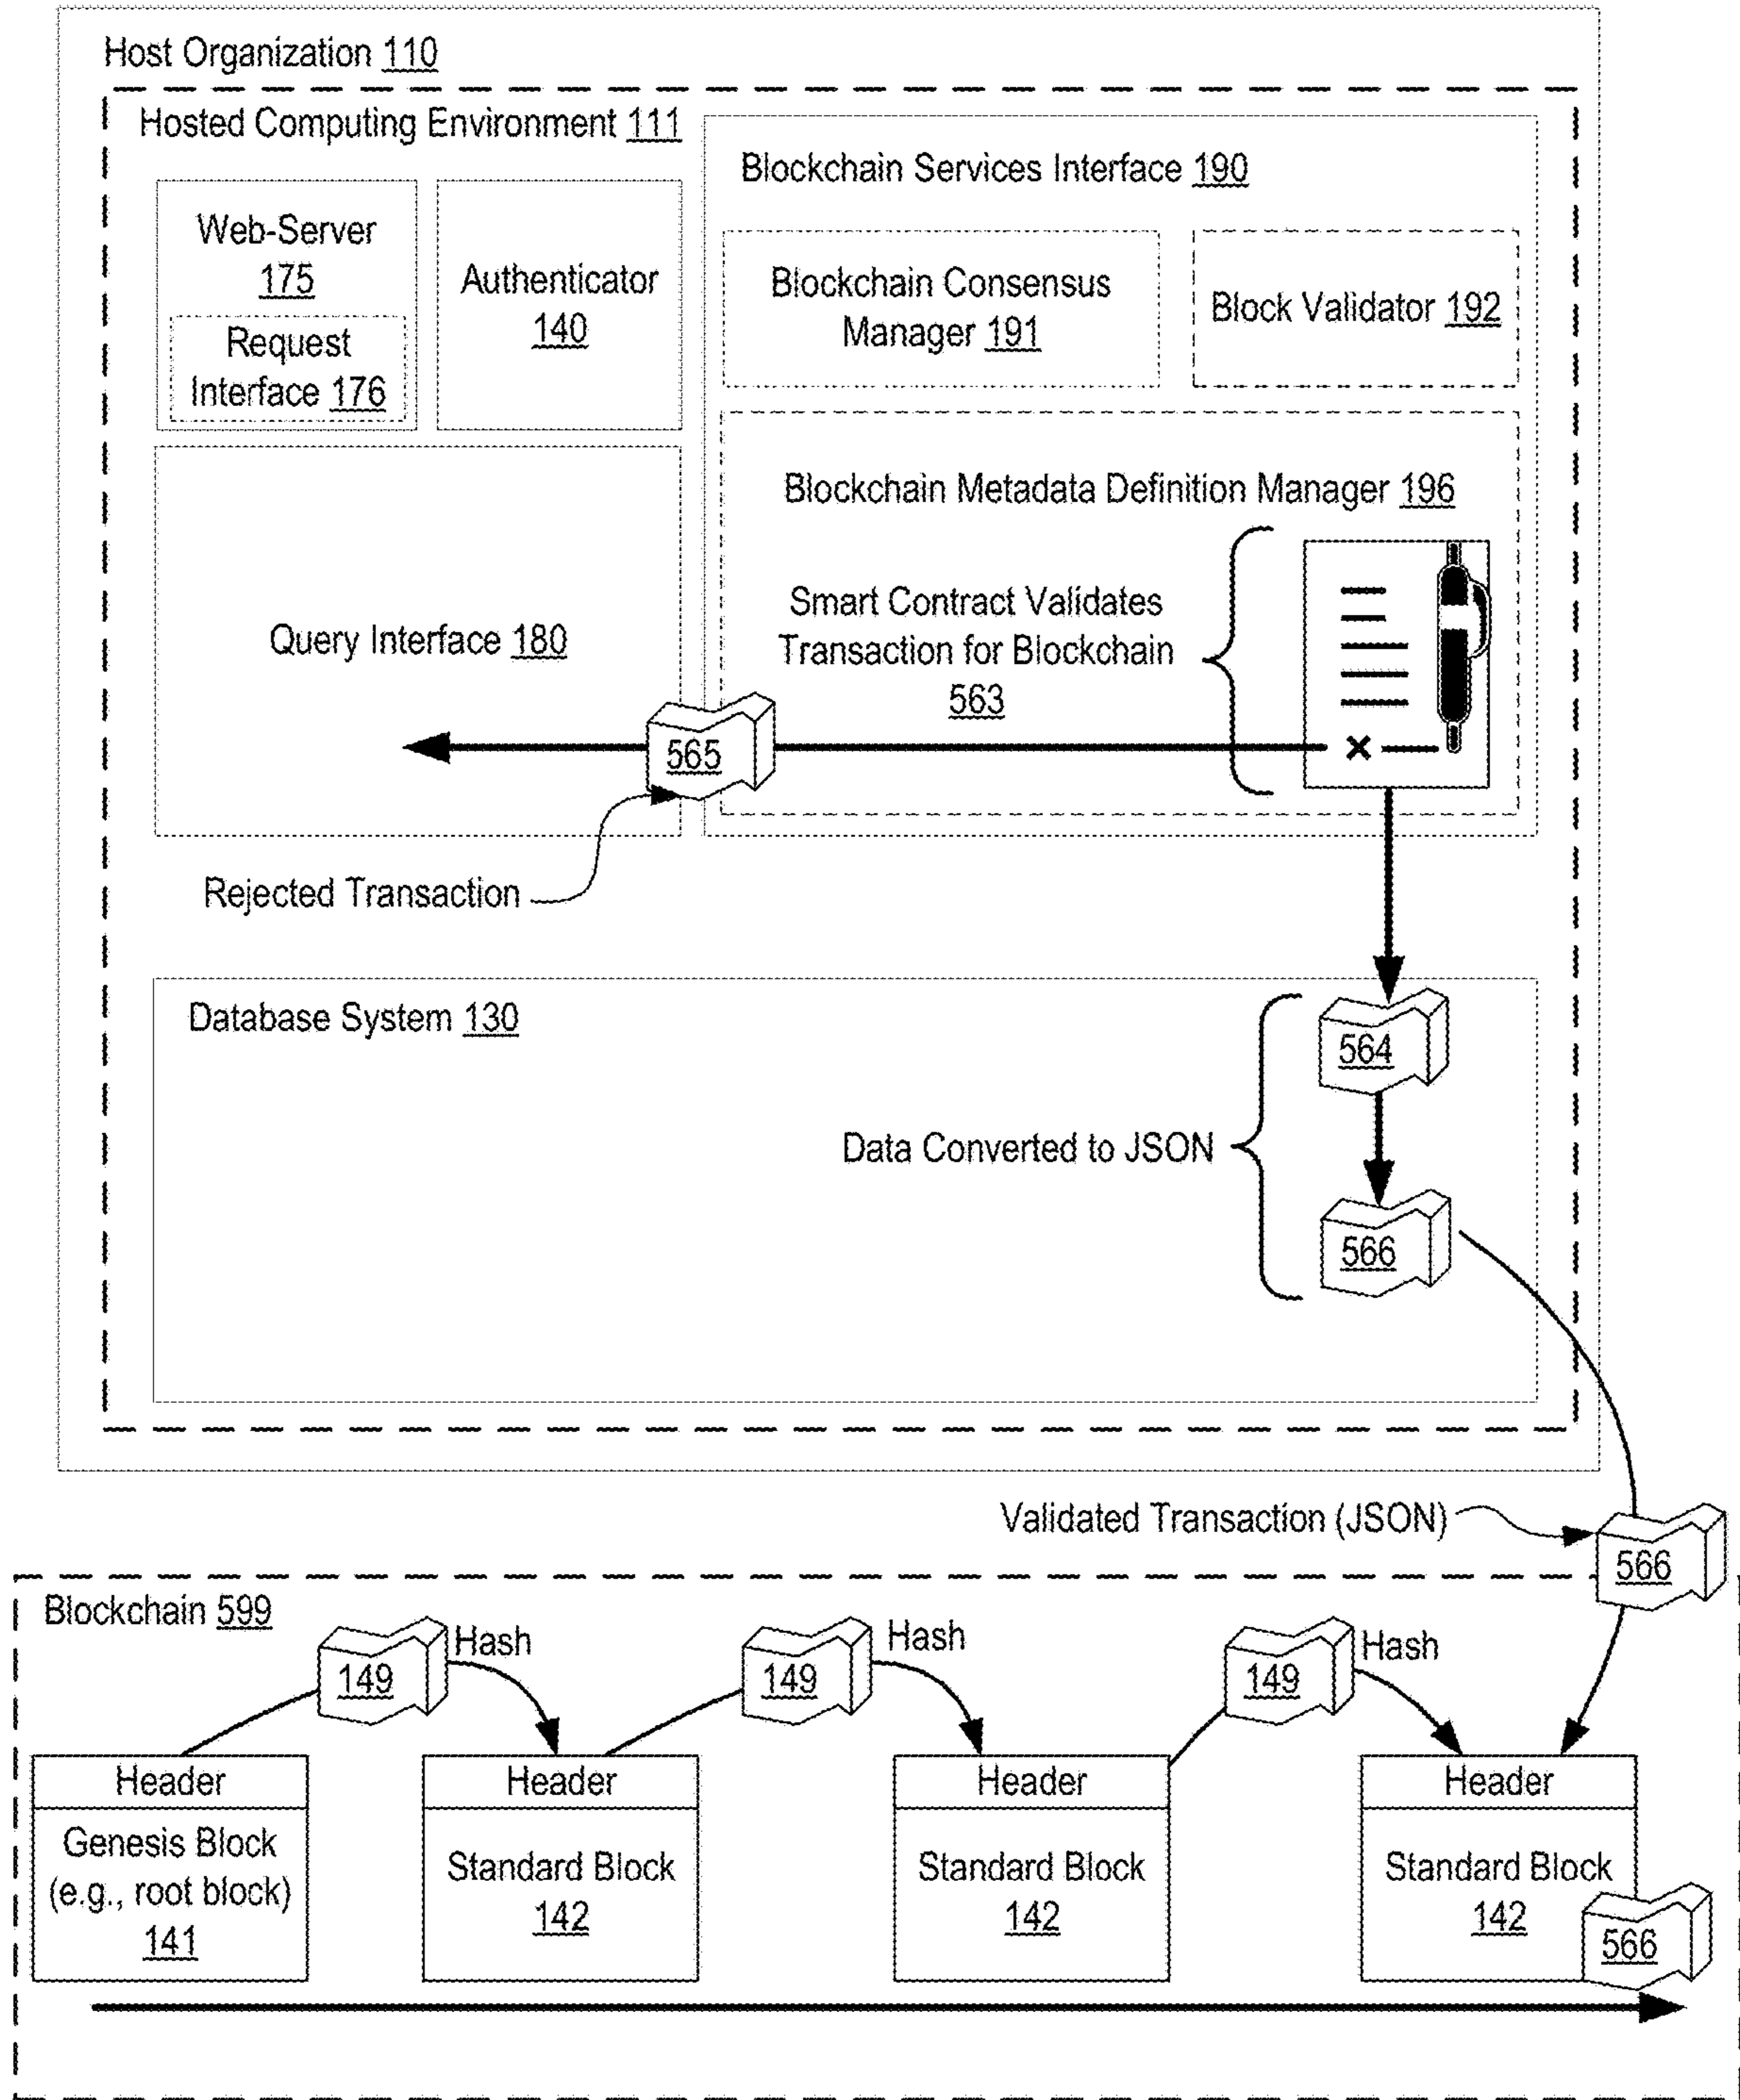 Host Organization 110
Hosted Computing Environment 111
Web-Server
175
Request
Interface 176
Authenticator
140
Blockchain Services Interface 190
Blockchain Consensus
Manager 191
Block Validator 192
Query Interface 180
Blockchain Metadata Definition Manager 196
Smart Contract Validates
Transaction for Blockchain
563
×
565
Rejected Transaction
Database System 130
564
Data Converted to JSON
566
Validated Transaction (JSON)
566
Blockchain 599
149
Hash
149
Hash
149
Hash
Header
Genesis Block
(e.g., root block)
141
Header
Standard Block
142
Header
Standard Block
142
Header
Standard Block
142
566